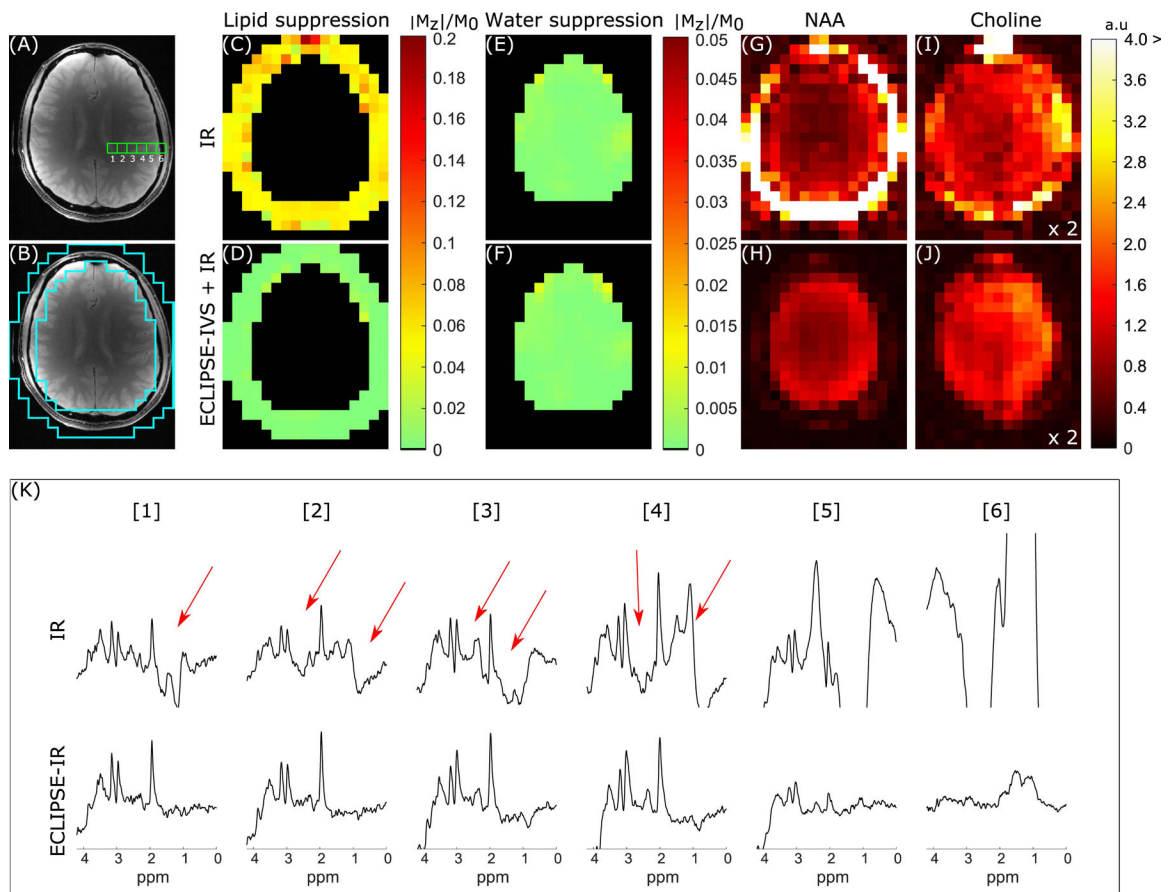 Lipid suppression |Mz|/M0 Water suppression |Mz|/M0 NAA Choline a.u
(A) (C) 0.2 (E) 0.05 (G) (I) 4.0 >
0.18 0.045 3.6
0.16 0.04 3.2
0.14 0.035 2.8
0.12 0.03 2.4
0.1 0.025 2.0
0.08 0.02 1.6
0.06 0.015 1.2
0.04 0.01 0.8
0.02 0.005 0.4
0 0 0
1 2 3 4 5 6
IR
x 2
(B) (D) (F) (H) (J)
ECLIPSE-IVS + IR
x 2
(K)
[1] [2] [3] [4] [5] [6]
IR
ECLIPSE-IR
4 3 2 1 0 4 3 2 1 0 4 3 2 1 0 4 3 2 1 0 4 3 2 1 0 4 3 2 1 0
ppm ppm ppm ppm ppm ppm